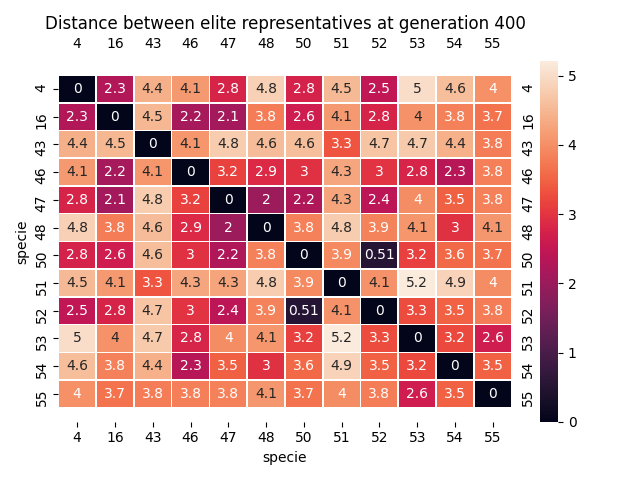 Distance between elite representatives at generation 400
4 16 43 46 47 48 50 51 52 53 54 55
4 0 2.3 4.4 4.1 2.8 4.8 2.8 4.5 2.5 5 4.6 4 4
16 2.3 0 4.5 2.2 2.1 3.8 2.6 4.1 2.8 4 3.8 3.7 16
43 4.4 4.5 0 4.1 4.8 4.6 4.6 3.3 4.7 4.7 4.4 3.8 43
46 4.1 2.2 4.1 0 3.2 2.9 3 4.3 3 2.8 2.3 3.8 46
47 2.8 2.1 4.8 3.2 0 2 2.2 4.3 2.4 4 3.5 3.8 47
48 4.8 3.8 4.6 2.9 2 0 3.8 4.8 3.9 4.1 3 4.1 48
50 2.8 2.6 4.6 3 2.2 3.8 0 3.9 0.51 3.2 3.6 3.7 50
51 4.5 4.1 3.3 4.3 4.3 4.8 3.9 0 4.1 5.2 4.9 4 51
52 2.5 2.8 4.7 3 2.4 3.9 0.51 4.1 0 3.3 3.5 3.8 52
53 5 4 4.7 2.8 4 4.1 3.2 5.2 3.3 0 3.2 2.6 53
54 4.6 3.8 4.4 2.3 3.5 3 3.6 4.9 3.5 3.2 0 3.5 54
55 4 3.7 3.8 3.8 3.8 4.1 3.7 4 3.8 2.6 3.5 0 55
4 16 43 46 47 48 50 51 52 53 54 55
specie
specie
5
4
3
2
1
0